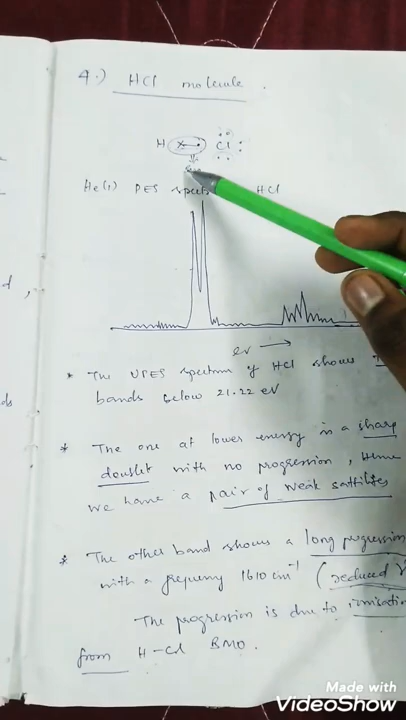 4.) HCl molecule.
H x Cl
He(I) PES HCl
eV →
* The UPES spectrum of HCl shows
bands below 21.22 eV
* The one at lower energy is a sharp
doublet with no progression, Hence
we have a pair of weak sattilites
* The other band shows a long progression
with a frequency 1610 cm⁻¹ (reduced
The progression is due to ionisation
from H-Cl BMO.
d,
ds
Made with
VideoShow